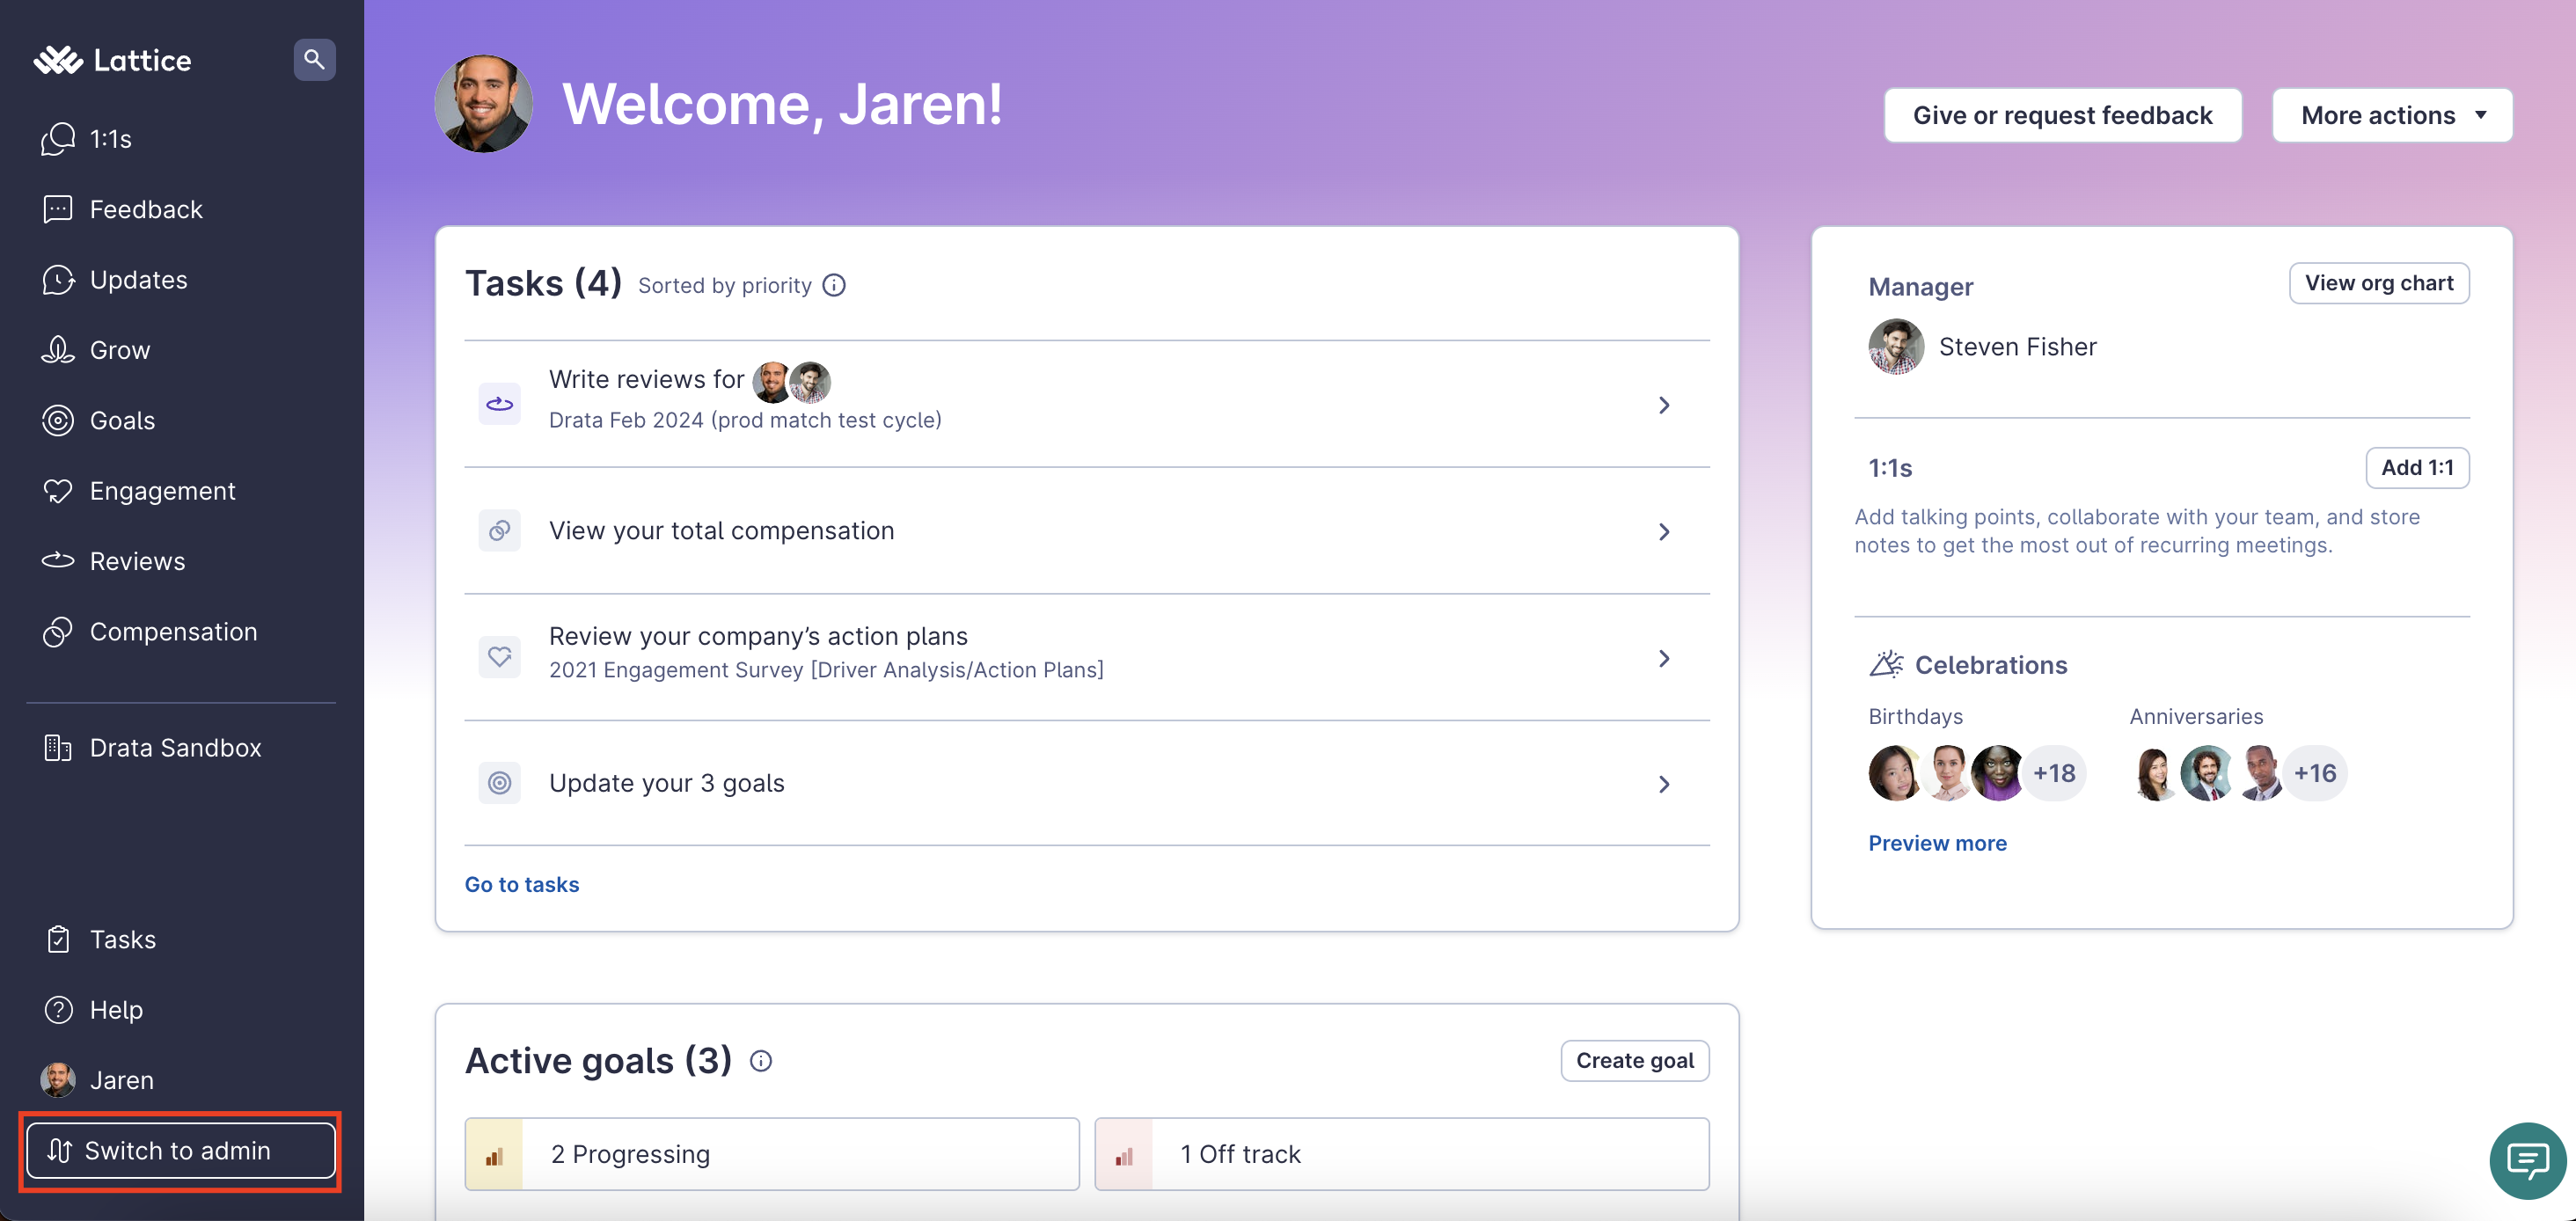 Lattice
1:1s
Feedback
Updates
Grow
Goals
Engagement
Reviews
Compensation
Drata Sandbox
Tasks
Help
Jaren
Switch to admin
Welcome, Jaren!
Give or request feedback
More actions
Tasks (4) Sorted by priority
Write reviews for
Drata Feb 2024 (prod match test cycle)
View your total compensation
Review your company’s action plans
2021 Engagement Survey [Driver Analysis/Action Plans]
Update your 3 goals
Go to tasks
Active goals (3)
Create goal
2 Progressing
1 Off track
Manager
View org chart
Steven Fisher
1:1s
Add 1:1
Add talking points, collaborate with your team, and store
notes to get the most out of recurring meetings.
Celebrations
Birthdays
+18
Anniversaries
+16
Preview more